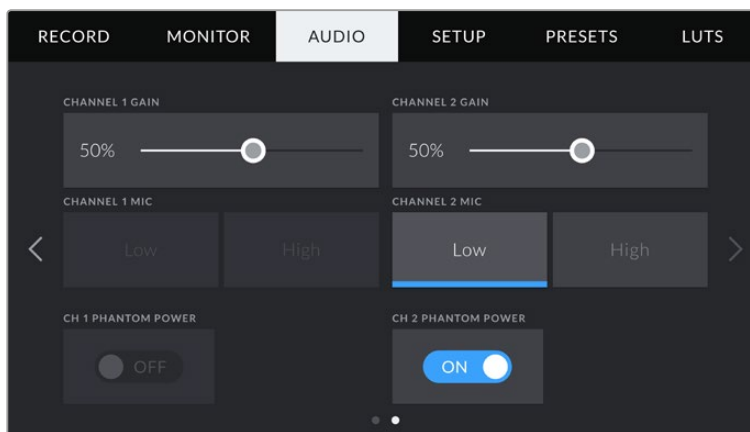 RECORD MONITOR AUDIO SETUP PRESETS LUTS
CHANNEL 1 GAIN CHANNEL 2 GAIN
50% 50%
CHANNEL 1 MIC CHANNEL 2 MIC
Low High Low High
CH 1 PHANTOM POWER CH 2 PHANTOM POWER
OFF ON